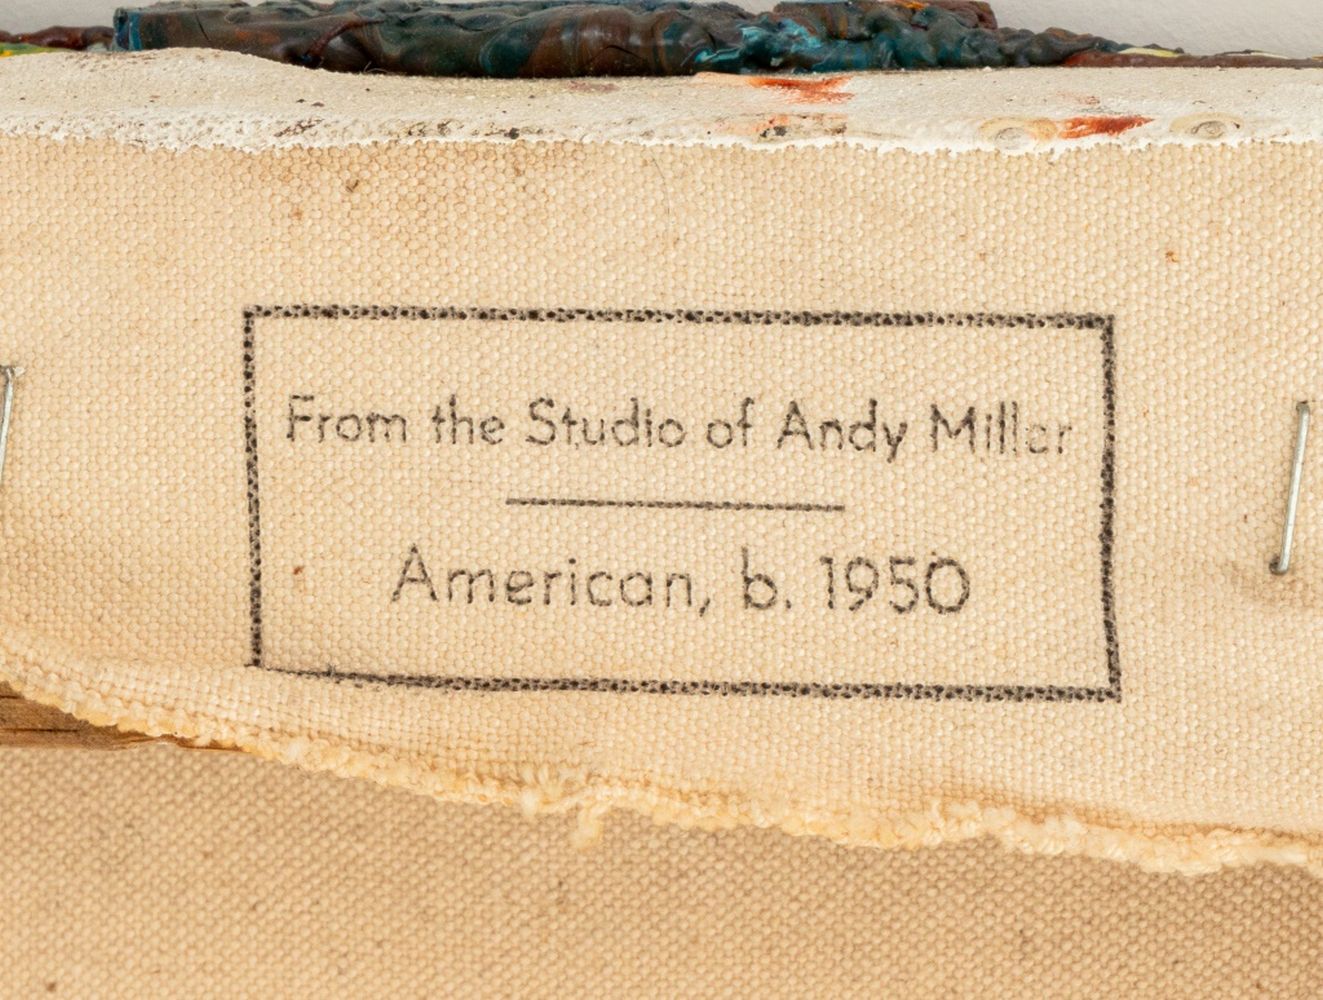 From the Studio of Andy Miller
American, b. 1950